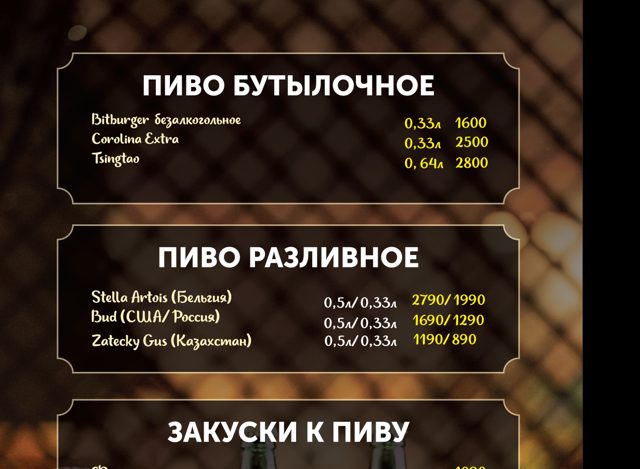 ПИВО БУТЫЛОЧНОЕ
Bitburger безалкогольное 0,33л 1600
Corolina Extra 0,33л 2500
Tsingtao 0, 64л 2800
ПИВО РАЗЛИВНОЕ
Stella Artois (Бельгия) 0,5л/0,33л 2790/1990
Bud (США/Россия) 0,5л/0,33л 1690/1290
Zatecky Gus (Казахстан) 0,5л/0,33л 1190/890
ЗАКУСКИ К ПИВУ